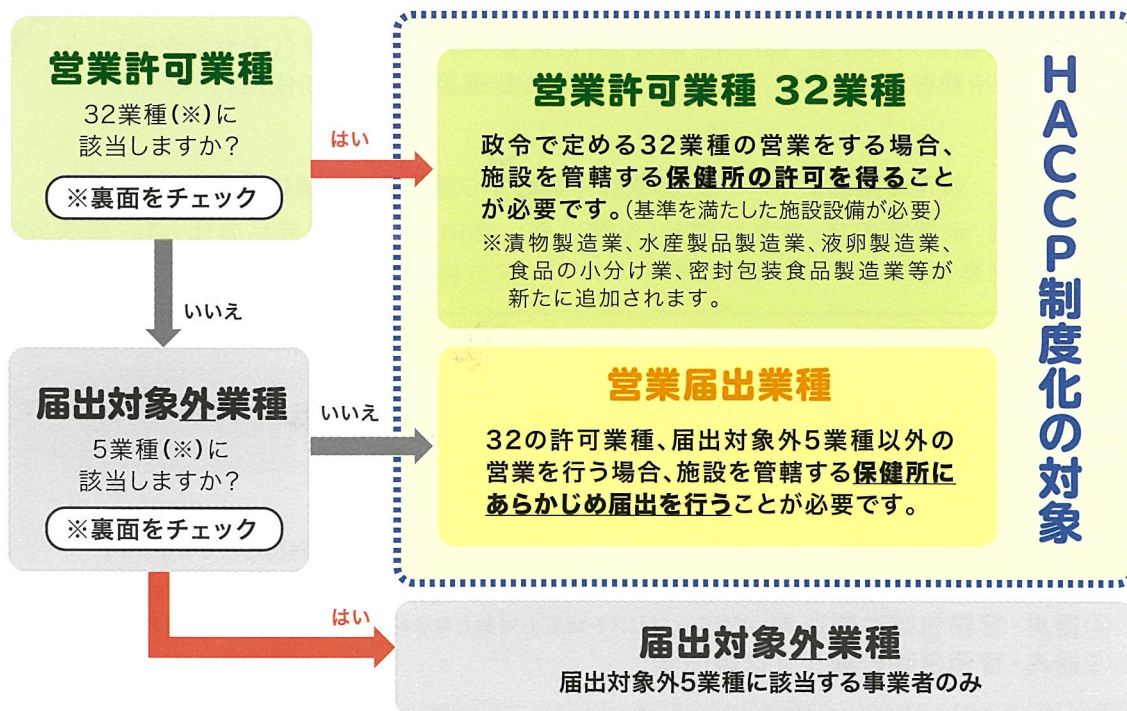 営業許可業種
32業種(※)に
該当しますか?
※裏面をチェック
はい
営業許可業種 32業種
政令で定める32業種の営業をする場合、
施設を管轄する保健所の許可を得ること
が必要です。(基準を満たした施設設備が必要)
※漬物製造業、水産製品製造業、液卵製造業、
食品の小分け業、密封包装食品製造業等が
新たに追加されます。
いいえ
届出対象外業種
5業種(※)に
該当しますか?
※裏面をチェック
いいえ
営業届出業種
32の許可業種、届出対象外5業種以外の
営業を行う場合、施設を管轄する保健所に
あらかじめ届出を行うことが必要です。
HACCP制度化の対象
はい
届出対象外業種
届出対象外5業種に該当する事業者のみ